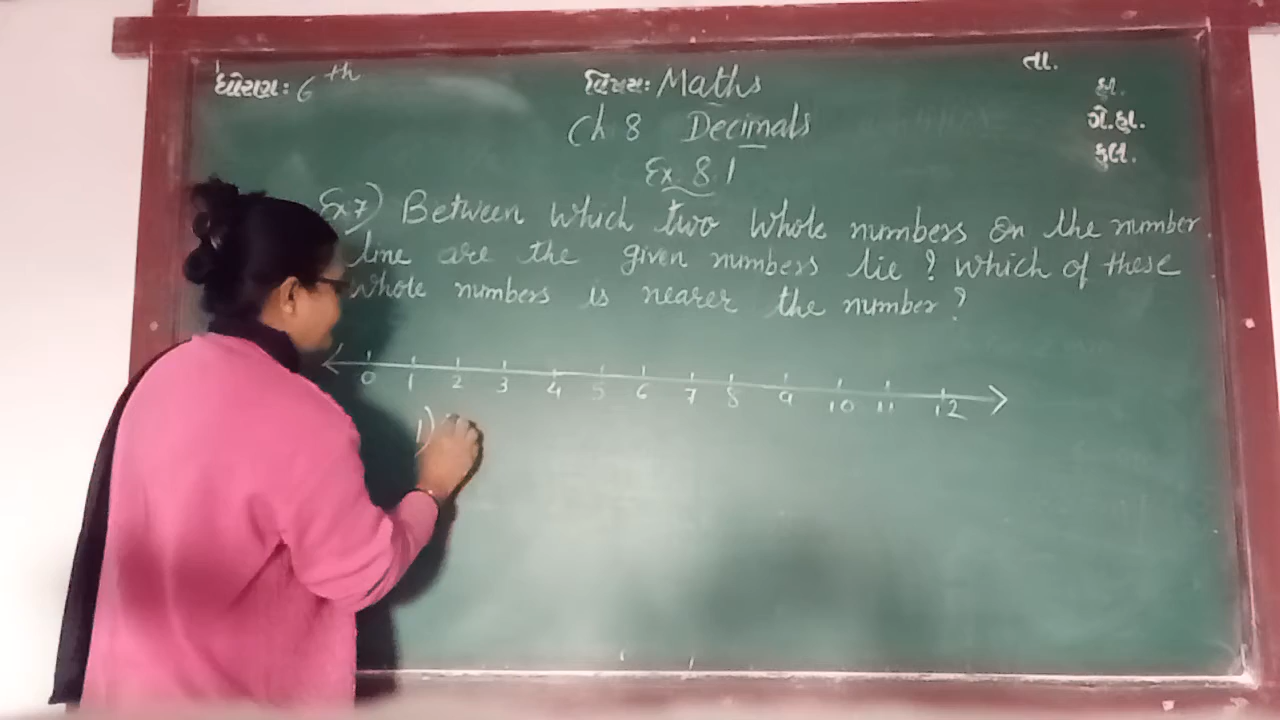 ધોરણ: 6th
વિષય: Maths
તા.
હા.
ગે.હા.
કુલ.
Ch 8 Decimals
Ex. 8.1
Ex 7) Between which two whole numbers on the number
line are the given numbers lie ? which of these
whole numbers is nearer the number ?
0 1 2 3 4 5 6 7 8 9 10 11 12
1)